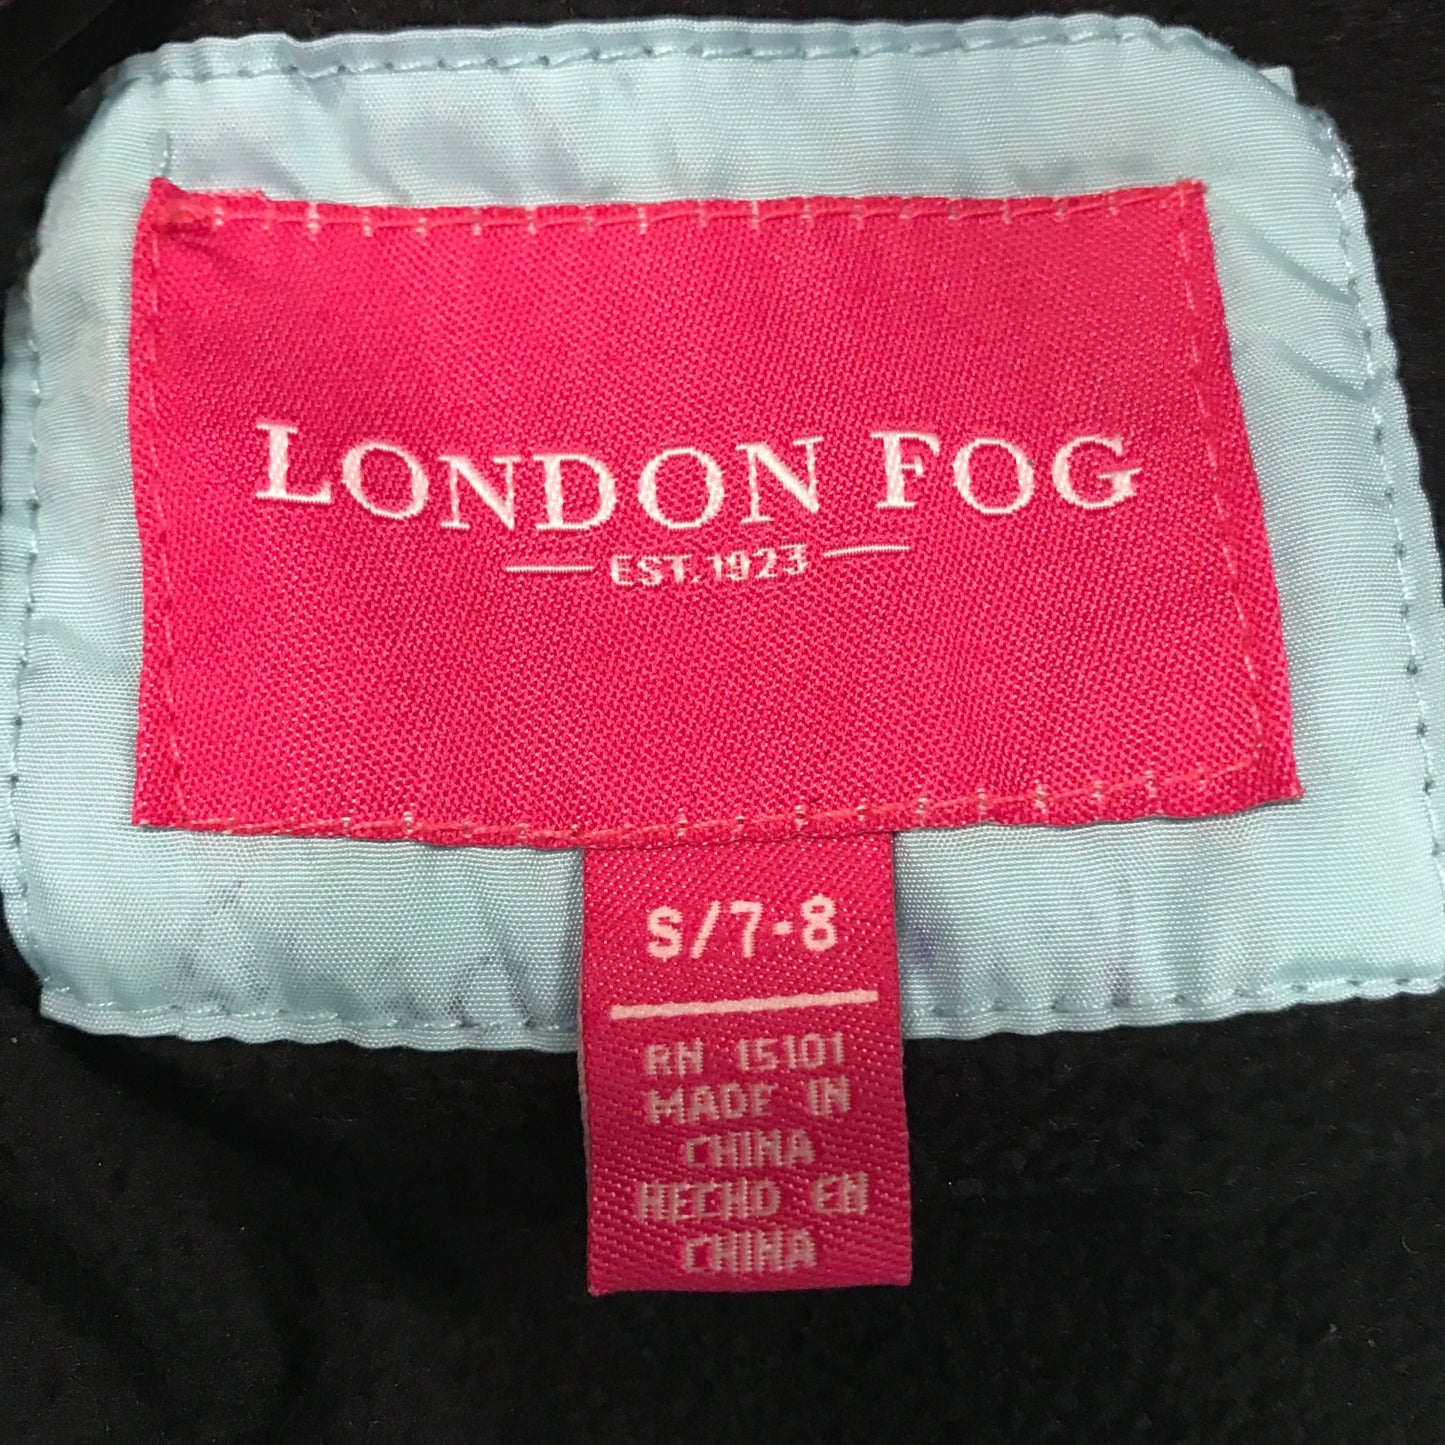 LONDON FOG
EST. 1923
S/7-8
RN 15101
MADE IN
CHINA
HECHO EN
CHINA